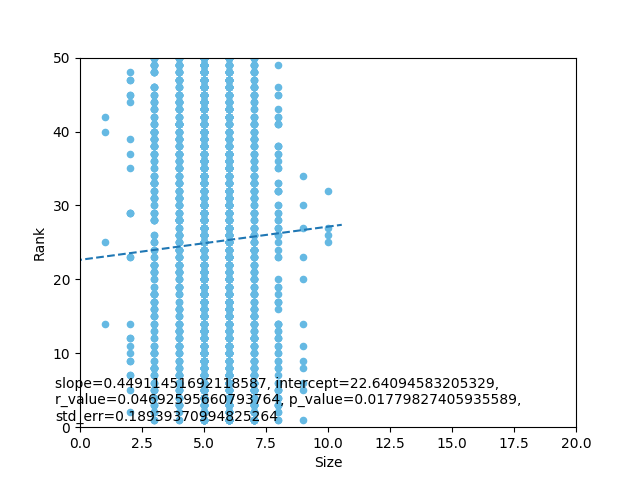 50
40
30
20
10
0
Rank
slope=0.44911451692118587, intercept=22.64094583205329,
r_value=0.04692595660793764, p_value=0.01779827405935589,
std_err=0.18939370994825264
0.0 2.5 5.0 7.5 10.0 12.5 15.0 17.5 20.0
Size